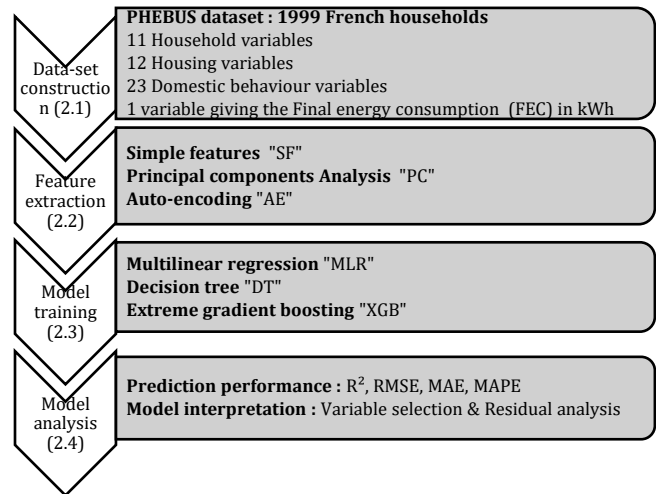 Data-set
constructio
n (2.1)
PHEBUS dataset : 1999 French households
11 Household variables
12 Housing variables
23 Domestic behaviour variables
1 variable giving the Final energy consumption (FEC) in kWh
Feature
extraction
(2.2)
Simple features "SF"
Principal components Analysis "PC"
Auto-encoding "AE"
Model
training
(2.3)
Multilinear regression "MLR"
Decision tree "DT"
Extreme gradient boosting "XGB"
Model
analysis
(2.4)
Prediction performance : R², RMSE, MAE, MAPE
Model interpretation : Variable selection & Residual analysis